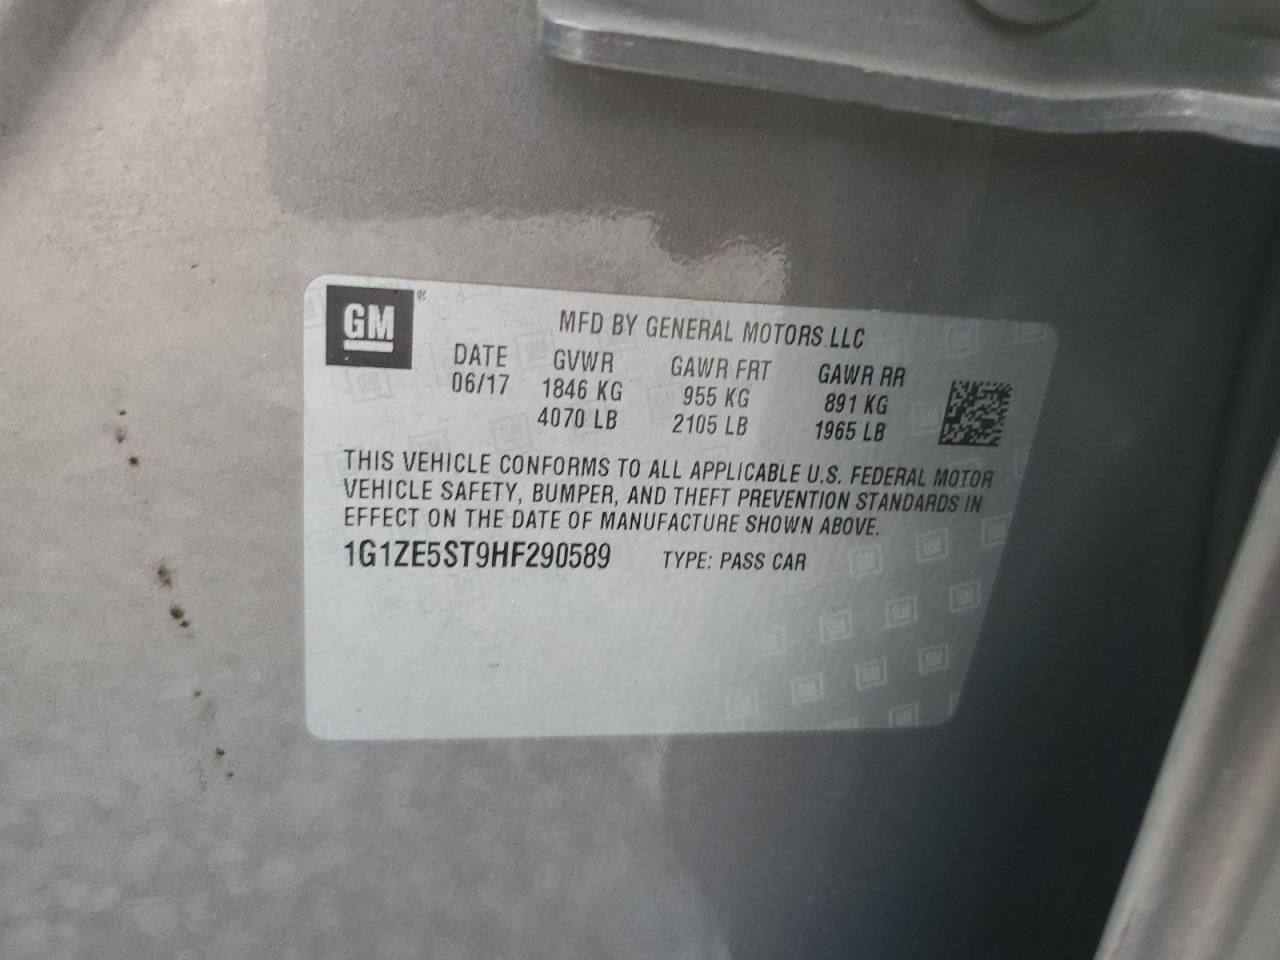 GM®
MFD BY GENERAL MOTORS LLC
DATE GVWR GAWR FRT GAWR RR
06/17 1846 KG 955 KG 891 KG
4070 LB 2105 LB 1965 LB
THIS VEHICLE CONFORMS TO ALL APPLICABLE U.S. FEDERAL MOTOR
VEHICLE SAFETY, BUMPER, AND THEFT PREVENTION STANDARDS IN
EFFECT ON THE DATE OF MANUFACTURE SHOWN ABOVE.
1G1ZE5ST9HF290589 TYPE: PASS CAR